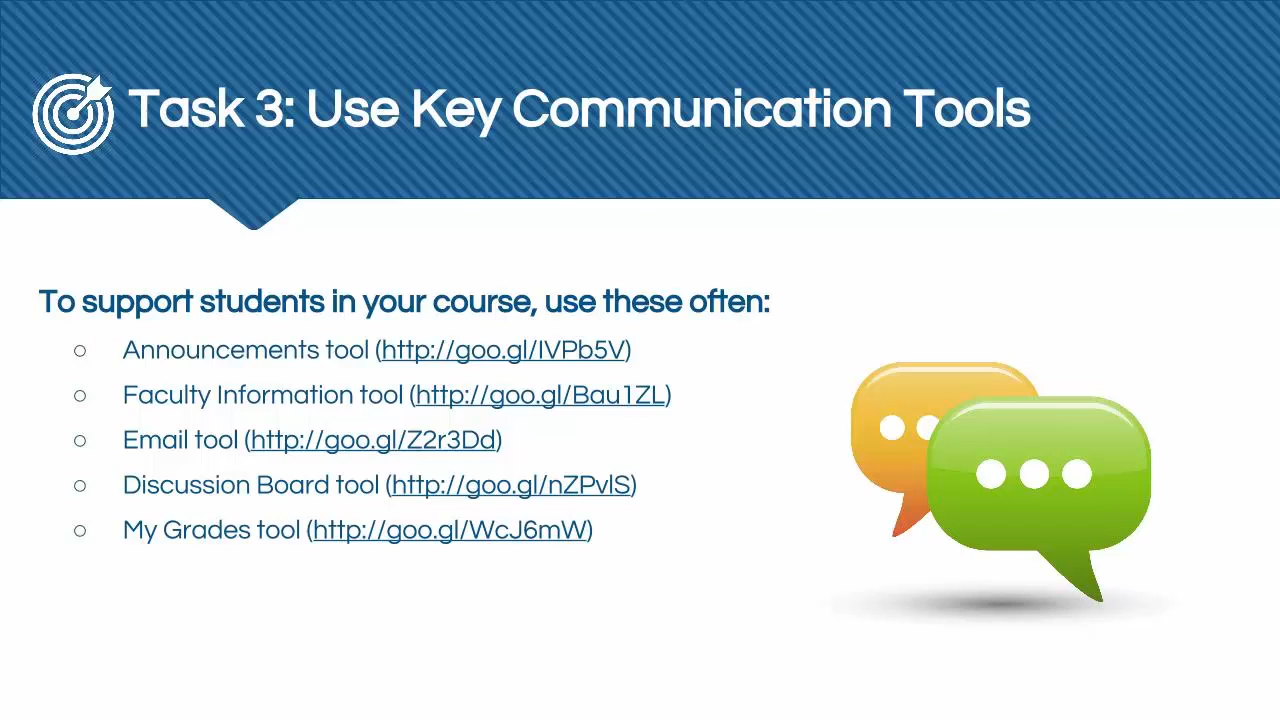 Task 3: Use Key Communication Tools
To support students in your course, use these often:
○ Announcements tool (http://goo.gl/IVPb5V)
○ Faculty Information tool (http://goo.gl/Bau1ZL)
○ Email tool (http://goo.gl/Z2r3Dd)
○ Discussion Board tool (http://goo.gl/nZPvlS)
○ My Grades tool (http://goo.gl/WcJ6mW)